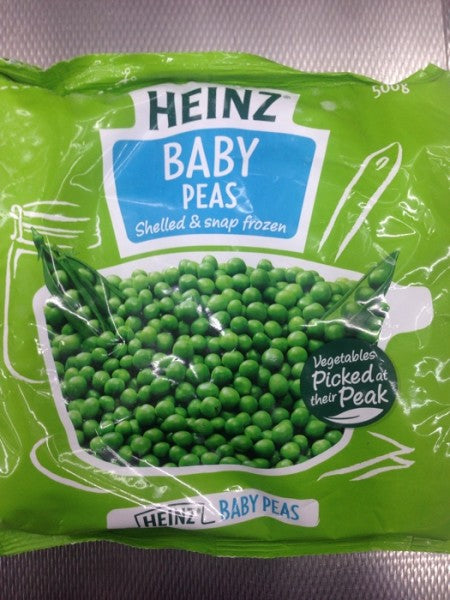 500g
HEINZ
BABY
PEAS
Shelled & snap frozen
Vegetables
Picked at
their Peak
HEINZ BABY PEAS